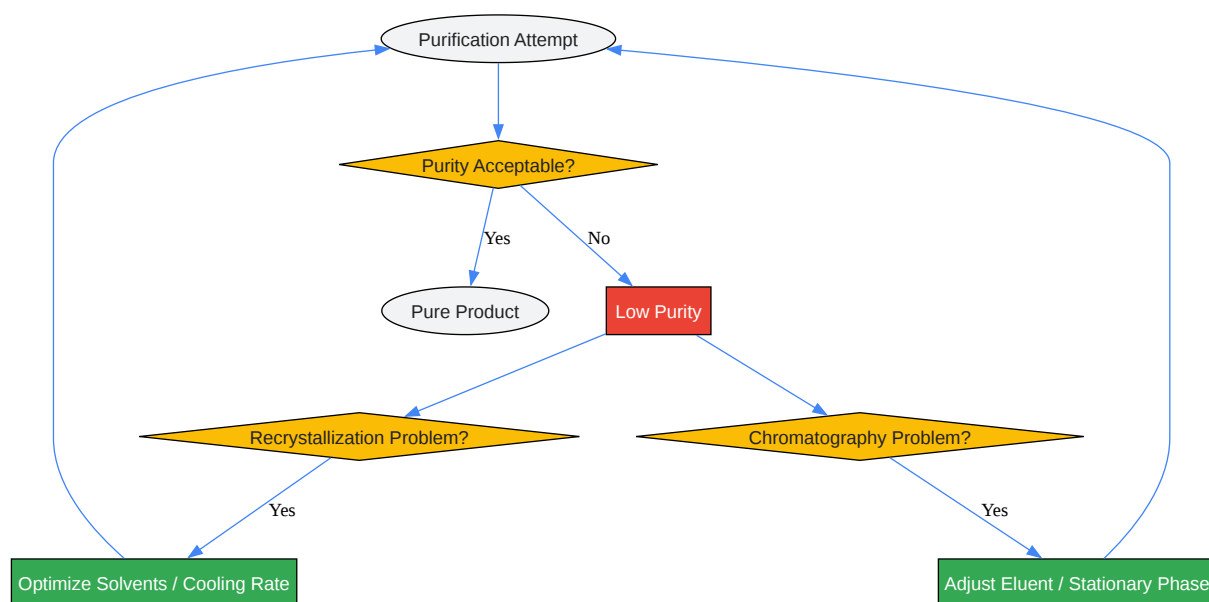 Purification Attempt
Purity Acceptable?
Yes
No
Pure Product
Low Purity
Recrystallization Problem?
Chromatography Problem?
Yes
Yes
Optimize Solvents / Cooling Rate
Adjust Eluent / Stationary Phase